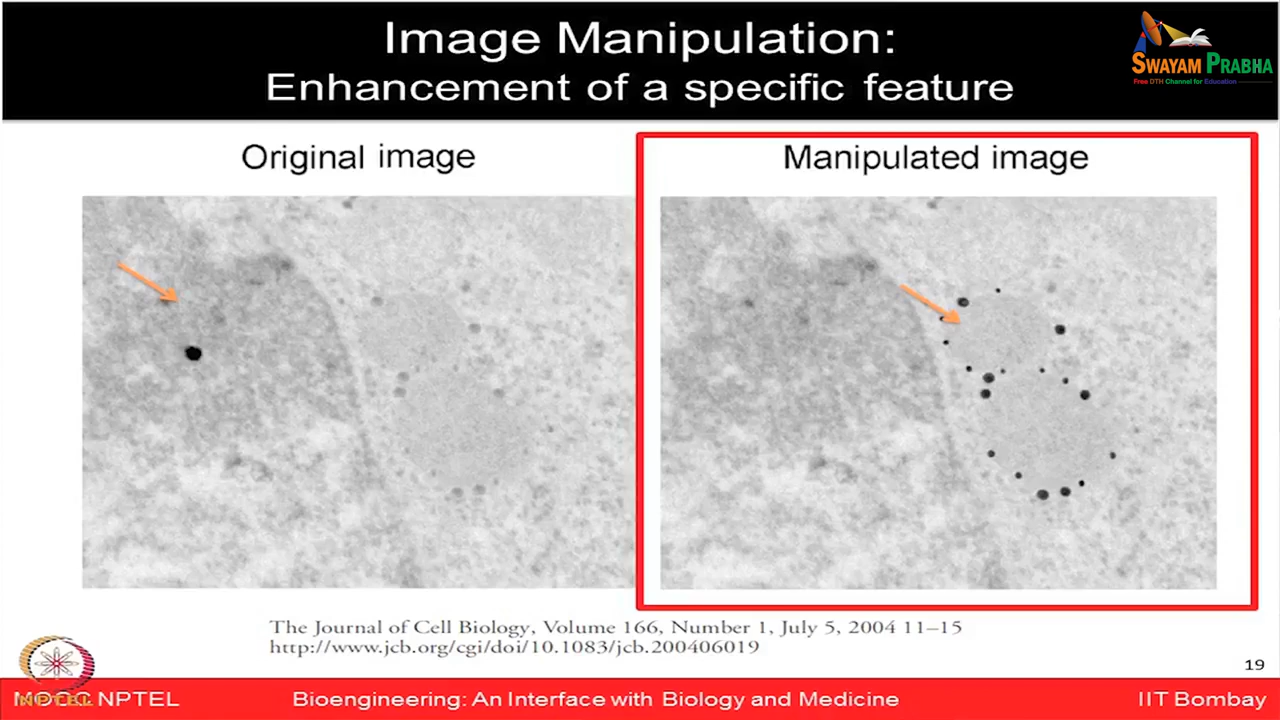 Image Manipulation:
Enhancement of a specific feature
SWAYAM PRABHA
Free DTH Channel for Education
Original image
Manipulated image
The Journal of Cell Biology, Volume 166, Number 1, July 5, 2004 11–15
http://www.jcb.org/cgi/doi/10.1083/jcb.200406019
19
NPTEL
Bioengineering: An Interface with Biology and Medicine
IIT Bombay